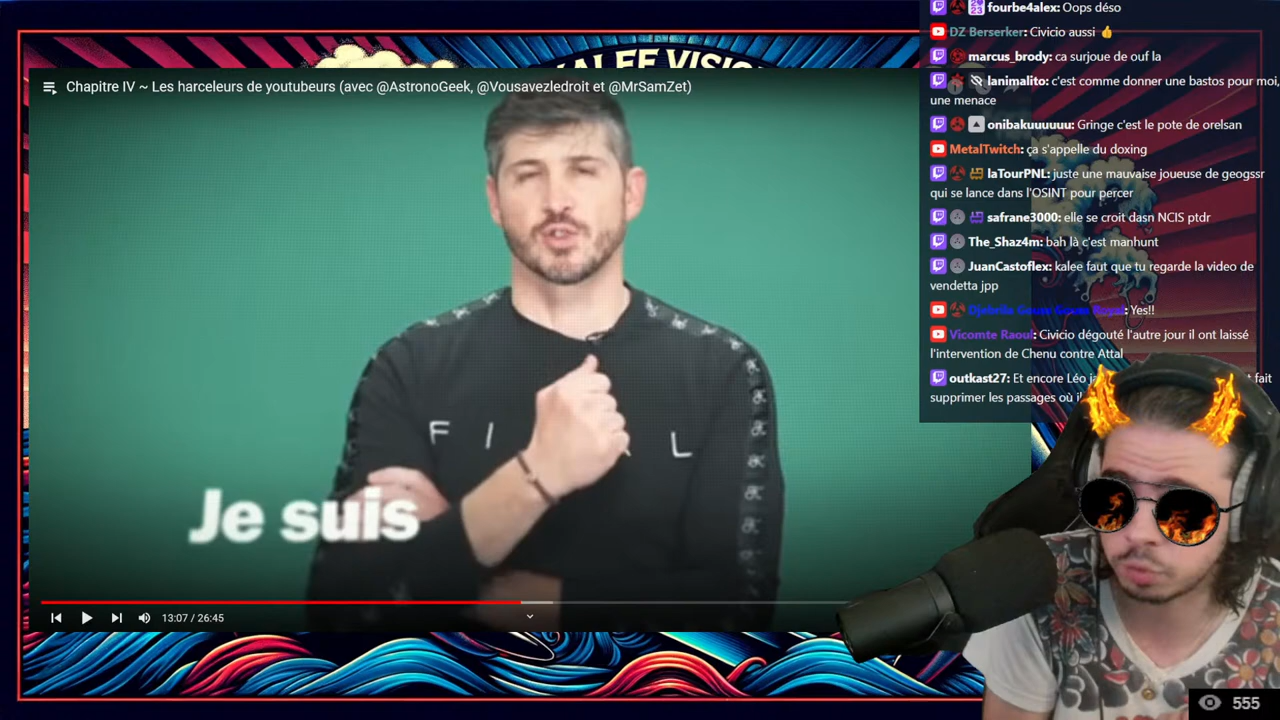 KALEE VISION
Chapitre IV ~ Les harceleurs de youtubeurs (avec @AstronoGeek, @Vousavezledroit et @MrSamZet)
F I L
Je suis
13:07 / 26:45
fourbe4alex: Oops déso
DZ Berserker: Civicio aussi 👍
marcus_brody: ca surjoue de ouf la
lanimalito: c'est comme donner une bastos pour moi,
une menace
onibakuuuuuu: Gringe c'est le pote de orelsan
MetalTwitch: ça s'appelle du doxing
laTourPNL: juste une mauvaise joueuse de geogssr
qui se lance dans l'OSINT pour percer
safrane3000: elle se croit dasn NCIS ptdr
The_Shaz4m: bah là c'est manhunt
JuanCastoflex: kalee faut que tu regarde la video de
vendetta jpp
Yes!!
Vicomte Raoul: Civicio dégouté l'autre jour il ont laissé
l'intervention de Chenu contre Attal
outkast27: Et encore Léo fait
supprimer les passages où
555